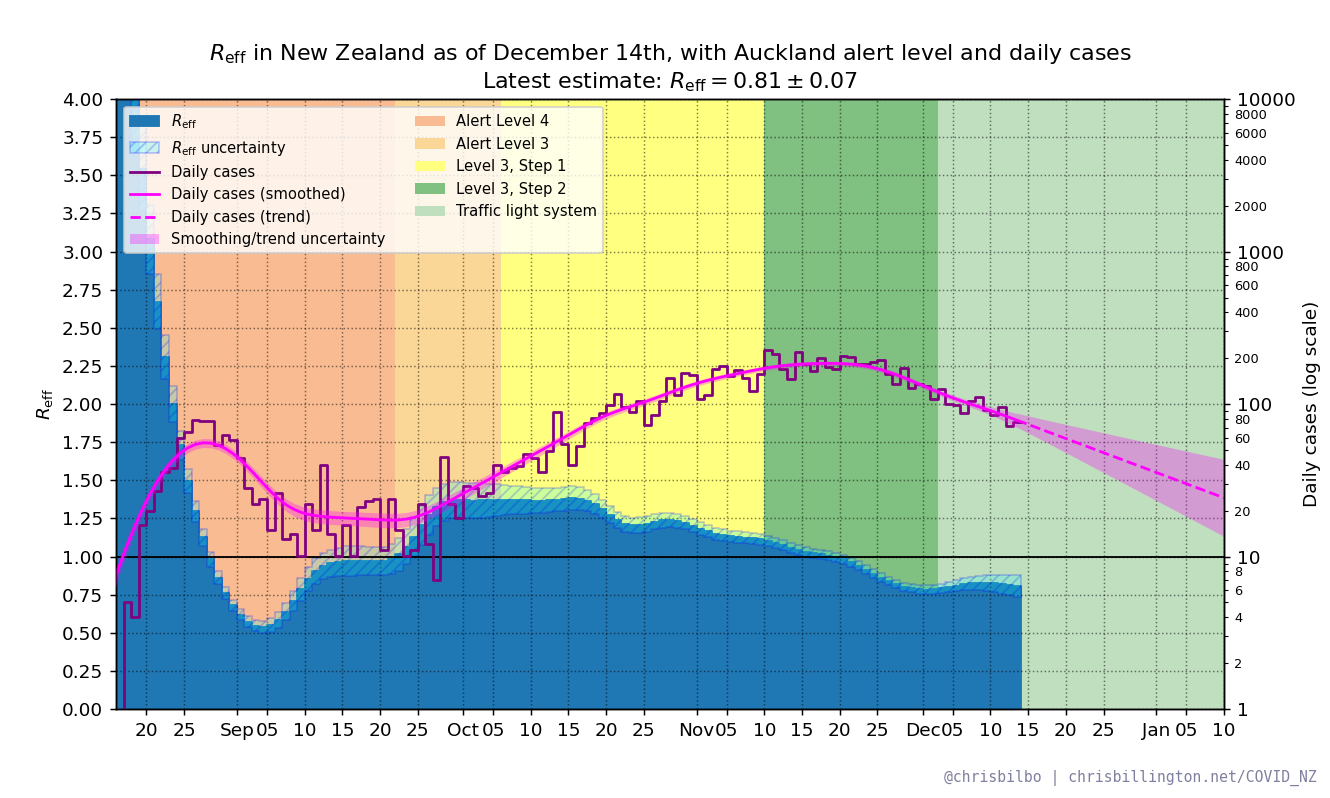 Reff in New Zealand as of December 14th, with Auckland alert level and daily cases
Latest estimate: Reff = 0.81 ± 0.07
Reff
Reff uncertainty
Daily cases
Daily cases (smoothed)
Daily cases (trend)
Smoothing/trend uncertainty
Alert Level 4
Alert Level 3
Level 3, Step 1
Level 3, Step 2
Traffic light system
4.00
3.75
3.50
3.25
3.00
2.75
2.50
2.25
2.00
1.75
1.50
1.25
1.00
0.75
0.50
0.25
0.00
Reff
10000
8000
6000
4000
2000
1000
800
600
400
200
100
80
60
40
20
10
8
6
4
2
1
Daily cases (log scale)
20 25 Sep 05 10 15 20 25 Oct 05 10 15 20 25 Nov 05 10 15 20 25 Dec 05 10 15 20 25 Jan 05 10
@chrisbilbo | chrisbillington.net/COVID_NZ